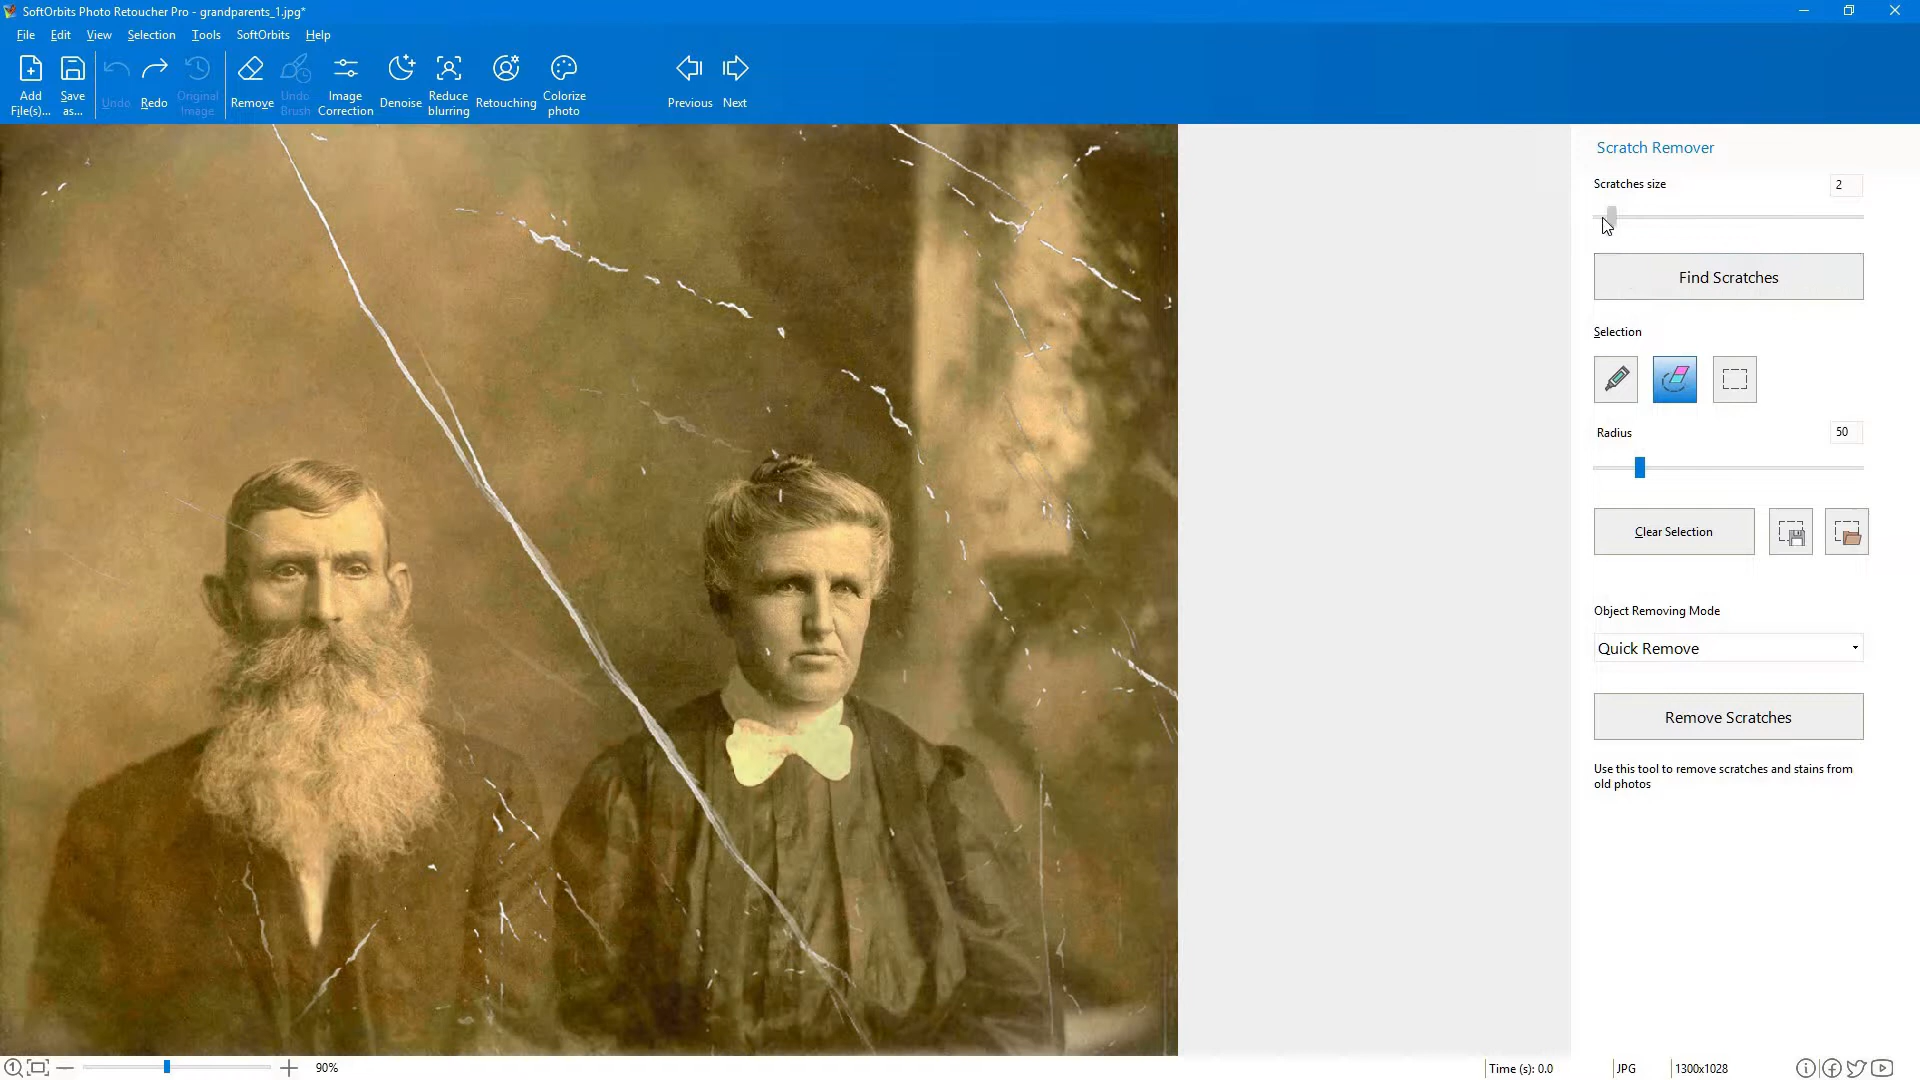 SoftOrbits Photo Retoucher Pro - grandparents_1.jpg*
File Edit View Selection Tools SoftOrbits Help
Add File(s)...
Save as...
Undo
Redo
Original Image
Remove
Undo Brush
Image Correction
Denoise
Reduce blurring
Retouching
Colorize photo
Previous
Next
Scratch Remover
Scratches size 2
Find Scratches
Selection
Radius 50
Clear Selection
Object Removing Mode
Quick Remove
Remove Scratches
Use this tool to remove scratches and stains from
old photos
1
90%
Time (s): 0.0
JPG
1300x1028